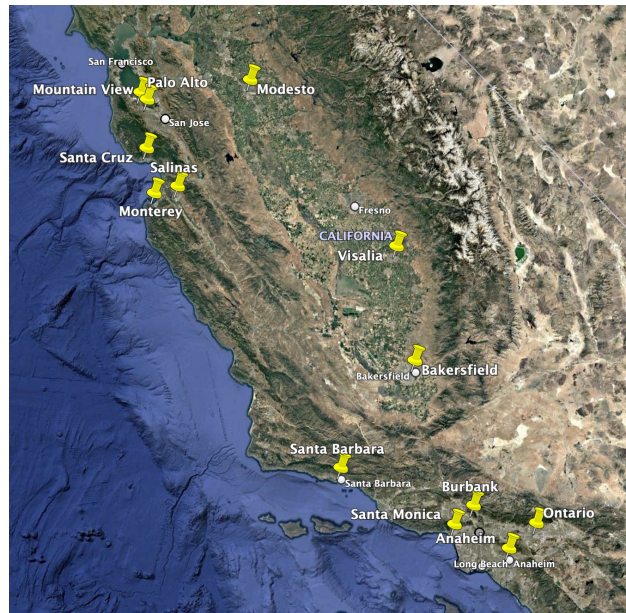 San Francisco
Mountain View
Palo Alto
Modesto
San Jose
Santa Cruz
Salinas
Monterey
Fresno
CALIFORNIA
Visalia
Bakersfield
Bakersfield
Santa Barbara
Santa Barbara
Burbank
Santa Monica
Ontario
Anaheim
Long Beach
Anaheim